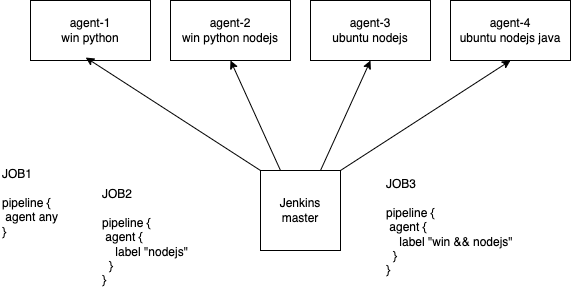 agent-1
win python
agent-2
win python nodejs
agent-3
ubuntu nodejs
agent-4
ubuntu nodejs java
Jenkins
master
JOB1
pipeline {
agent any
}
JOB2
pipeline {
agent {
label "nodejs"
}
}
JOB3
pipeline {
agent {
label "win && nodejs"
}
}